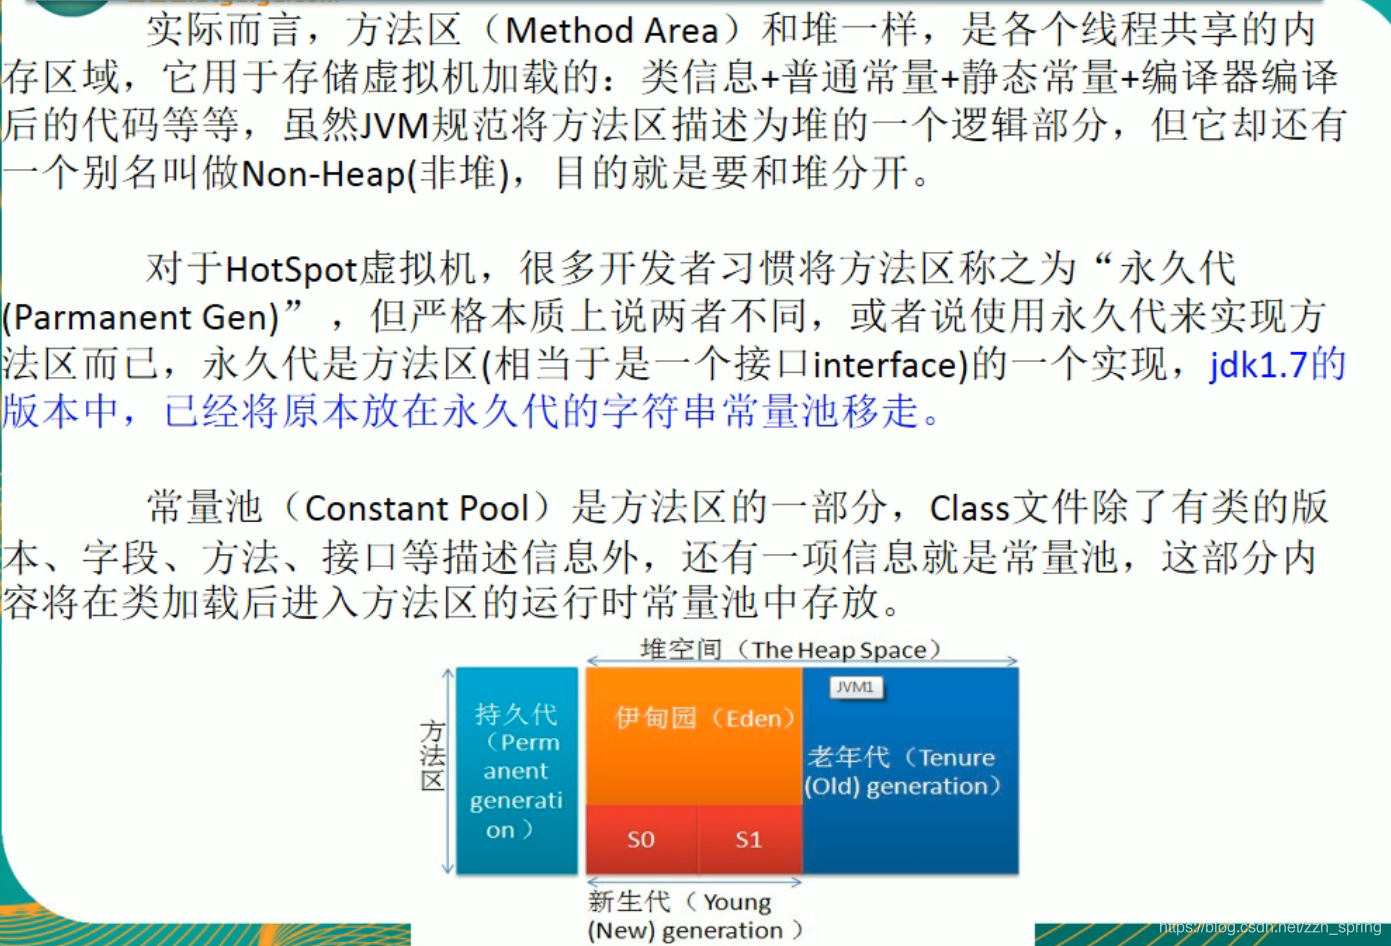 实际而言，方法区（Method Area）和堆一样，是各个线程共享的内
存区域，它用于存储虚拟机加载的：类信息+普通常量+静态常量+编译器编译
后的代码等等，虽然JVM规范将方法区描述为堆的一个逻辑部分，但它却还有
一个别名叫做Non-Heap(非堆)，目的就是要和堆分开。
对于HotSpot虚拟机，很多开发者习惯将方法区称之为“永久代
(Parmanent Gen)” ，但严格本质上说两者不同，或者说使用永久代来实现方
法区而已，永久代是方法区(相当于是一个接口interface)的一个实现，jdk1.7的
版本中，已经将原本放在永久代的字符串常量池移走。
常量池（Constant Pool）是方法区的一部分，Class文件除了有类的版
本、字段、方法、接口等描述信息外，还有一项信息就是常量池，这部分内
容将在类加载后进入方法区的运行时常量池中存放。
堆空间（The Heap Space）
方法区
持久代
（Perm
anent
generati
on ）
伊甸园（Eden）
S0
S1
JVM1
老年代（Tenure
(Old) generation）
新生代（ Young
(New) generation ）
https://blog.csdn.net/zzn_spring